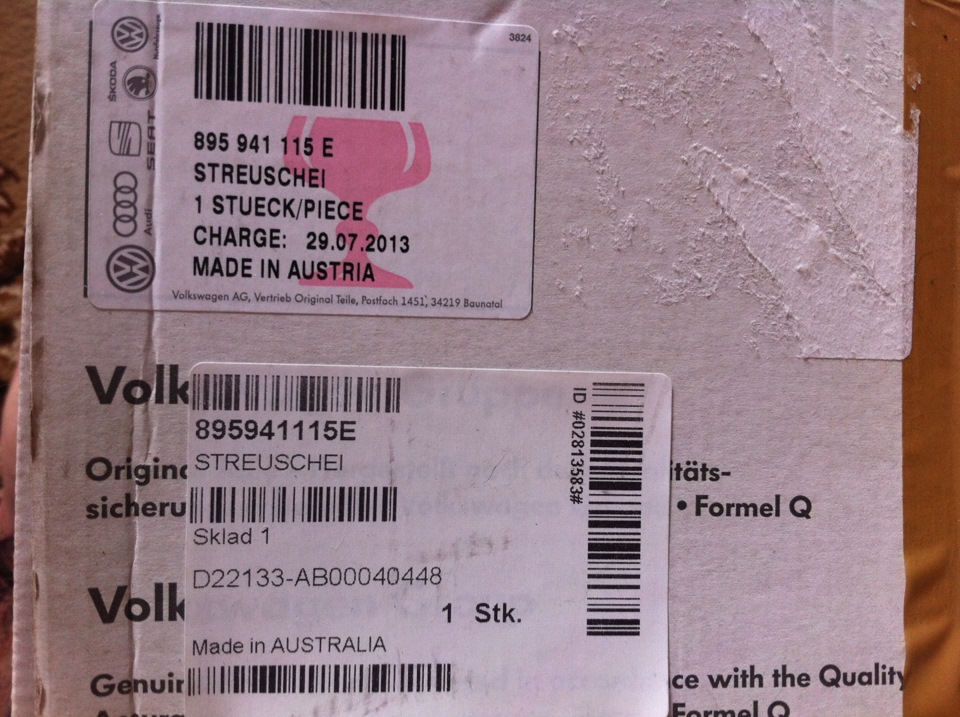 3824
ŠKODA
SEAT
Audi
895 941 115 E
STREUSCHEI
1 STUECK/PIECE
CHARGE: 29.07.2013
MADE IN AUSTRIA
Volkswagen AG, Vertrieb Original Teile, Postfach 1451, 34219 Baunatal
Volk
895941115E
STREUSCHEI
ID #02813583#
Origina
itäts-
sicheru
• Formel Q
Sklad 1
D22133-AB00040448
1 Stk.
Volk
Made in AUSTRALIA
Genuin
ce with the Quality
Formel Q